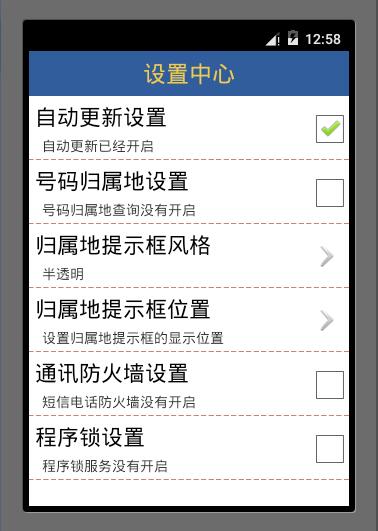 12:58
设置中心
自动更新设置
自动更新已经开启
号码归属地设置
号码归属地查询没有开启
归属地提示框风格
半透明
归属地提示框位置
设置归属地提示框的显示位置
通讯防火墙设置
短信电话防火墙没有开启
程序锁设置
程序锁服务没有开启